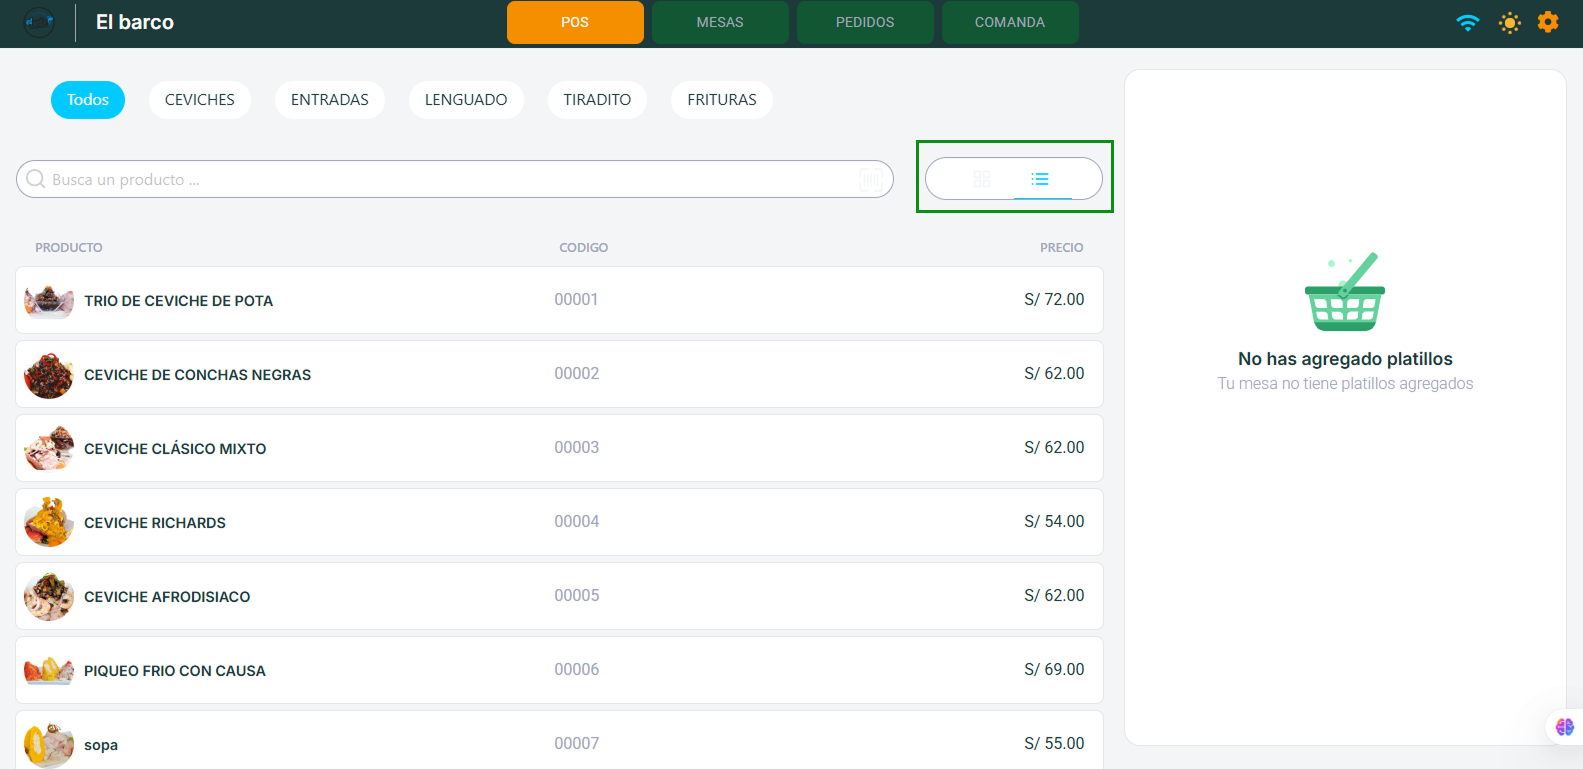 El barco
POS
MESAS
PEDIDOS
COMANDA
Todos
CEVICHES
ENTRADAS
LENGUADO
TIRADITO
FRITURAS
Busca un producto ...
PRODUCTO CODIGO PRECIO
TRIO DE CEVICHE DE POTA 00001 S/ 72.00
CEVICHE DE CONCHAS NEGRAS 00002 S/ 62.00
CEVICHE CLÁSICO MIXTO 00003 S/ 62.00
CEVICHE RICHARDS 00004 S/ 54.00
CEVICHE AFRODISIACO 00005 S/ 62.00
PIQUEO FRIO CON CAUSA 00006 S/ 69.00
sopa 00007 S/ 55.00
No has agregado platillos
Tu mesa no tiene platillos agregados